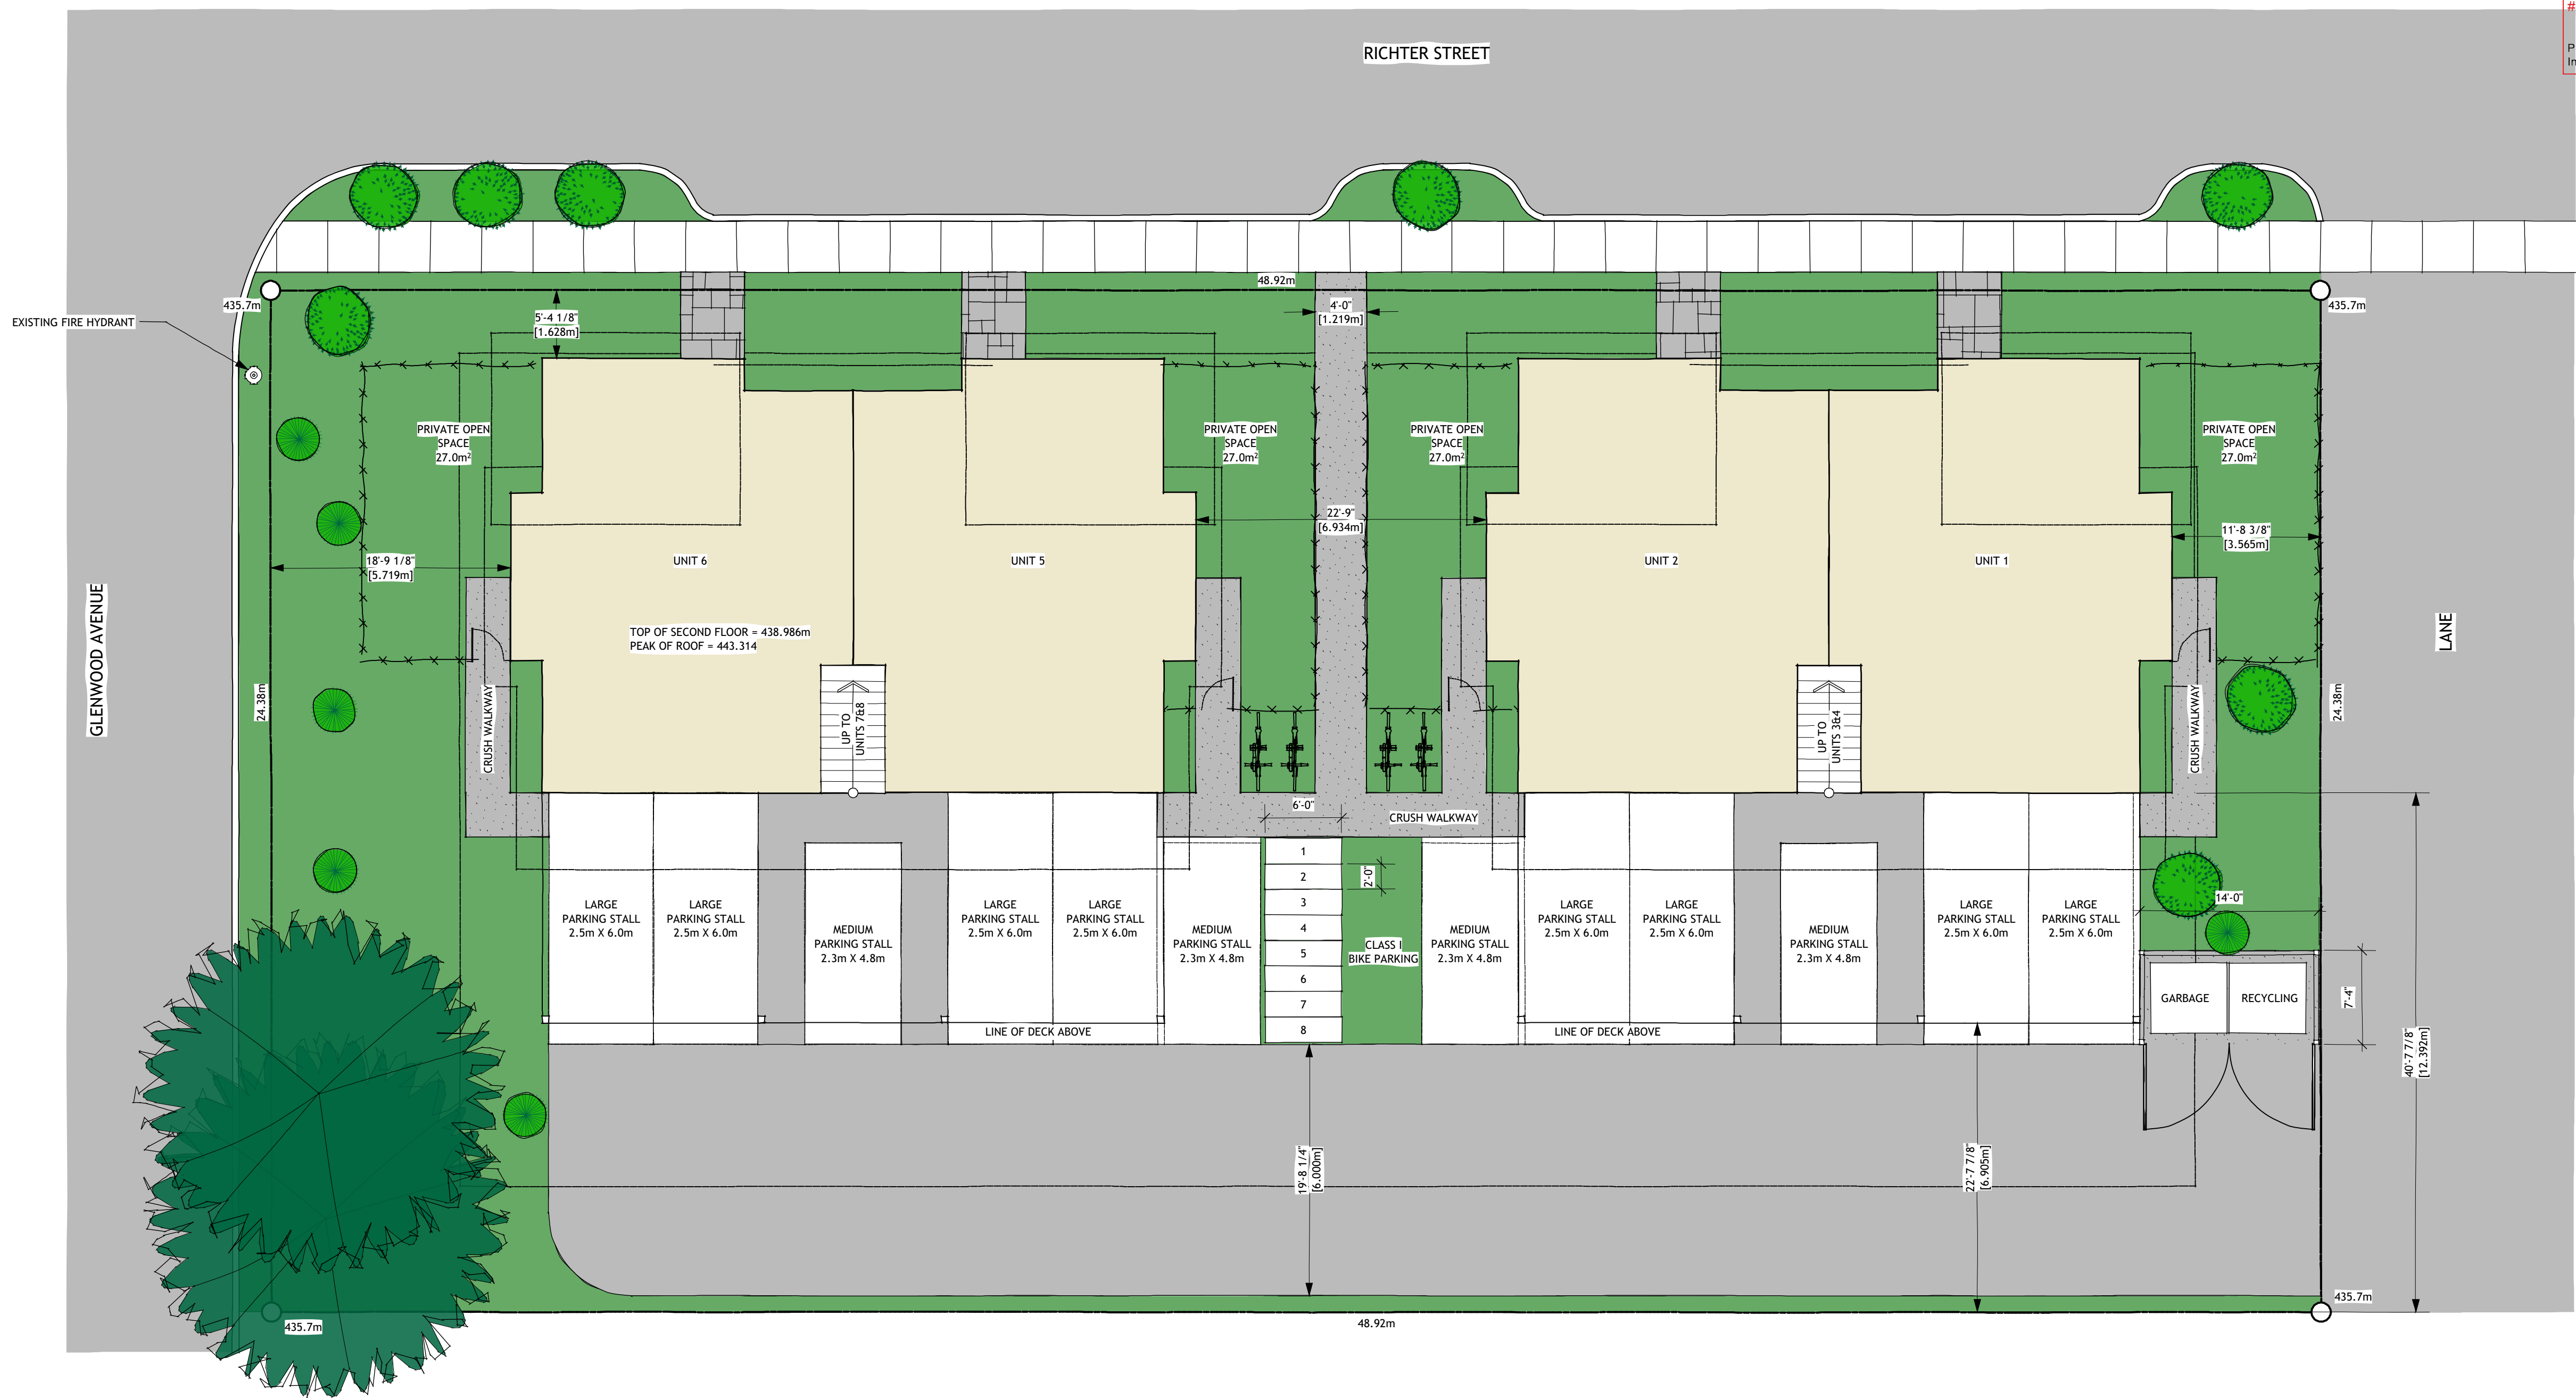 #
P
In
RICHTER STREET
48.92m
435.7m
435.7m
4'-0"
[1.219m]
5'-4 1/8"
[1.628m]
EXISTING FIRE HYDRANT
PRIVATE OPEN
SPACE
27.0m²
PRIVATE OPEN
SPACE
27.0m²
PRIVATE OPEN
SPACE
27.0m²
PRIVATE OPEN
SPACE
27.0m²
22'-9"
[6.934m]
11'-8 3/8"
[3.565m]
18'-9 1/8"
[5.719m]
UNIT 6
UNIT 5
UNIT 2
UNIT 1
TOP OF SECOND FLOOR = 438.986m
PEAK OF ROOF = 443.314
GLENWOOD AVENUE
LANE
24.38m
24.38m
CRUSH WALKWAY
UP TO
UNITS 7&8
UP TO
UNITS 3&4
CRUSH WALKWAY
6'-0"
CRUSH WALKWAY
1
2
3
4
5
6
7
8
2'-0"
LARGE
PARKING STALL
2.5m X 6.0m
LARGE
PARKING STALL
2.5m X 6.0m
MEDIUM
PARKING STALL
2.3m X 4.8m
LARGE
PARKING STALL
2.5m X 6.0m
LARGE
PARKING STALL
2.5m X 6.0m
MEDIUM
PARKING STALL
2.3m X 4.8m
CLASS I
BIKE PARKING
MEDIUM
PARKING STALL
2.3m X 4.8m
LARGE
PARKING STALL
2.5m X 6.0m
LARGE
PARKING STALL
2.5m X 6.0m
MEDIUM
PARKING STALL
2.3m X 4.8m
LARGE
PARKING STALL
2.5m X 6.0m
LARGE
PARKING STALL
2.5m X 6.0m
14'-0"
GARBAGE
RECYCLING
7'-4"
LINE OF DECK ABOVE
LINE OF DECK ABOVE
40'-7 7/8"
[12.392m]
19'-8 1/4"
[6.000m]
22'-7 7/8"
[6.905m]
435.7m
435.7m
48.92m